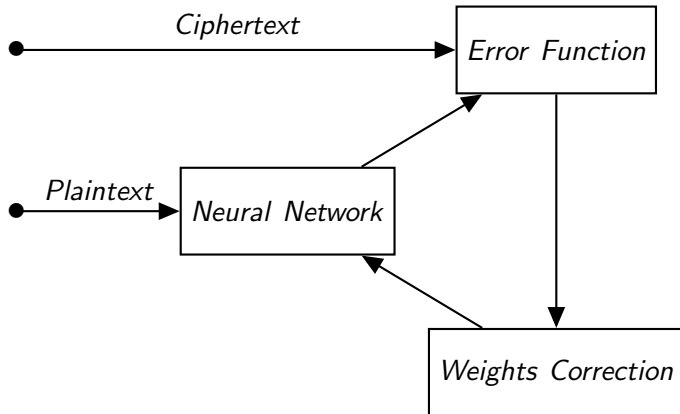 Ciphertext
Error Function
Plaintext
Neural Network
Weights Correction